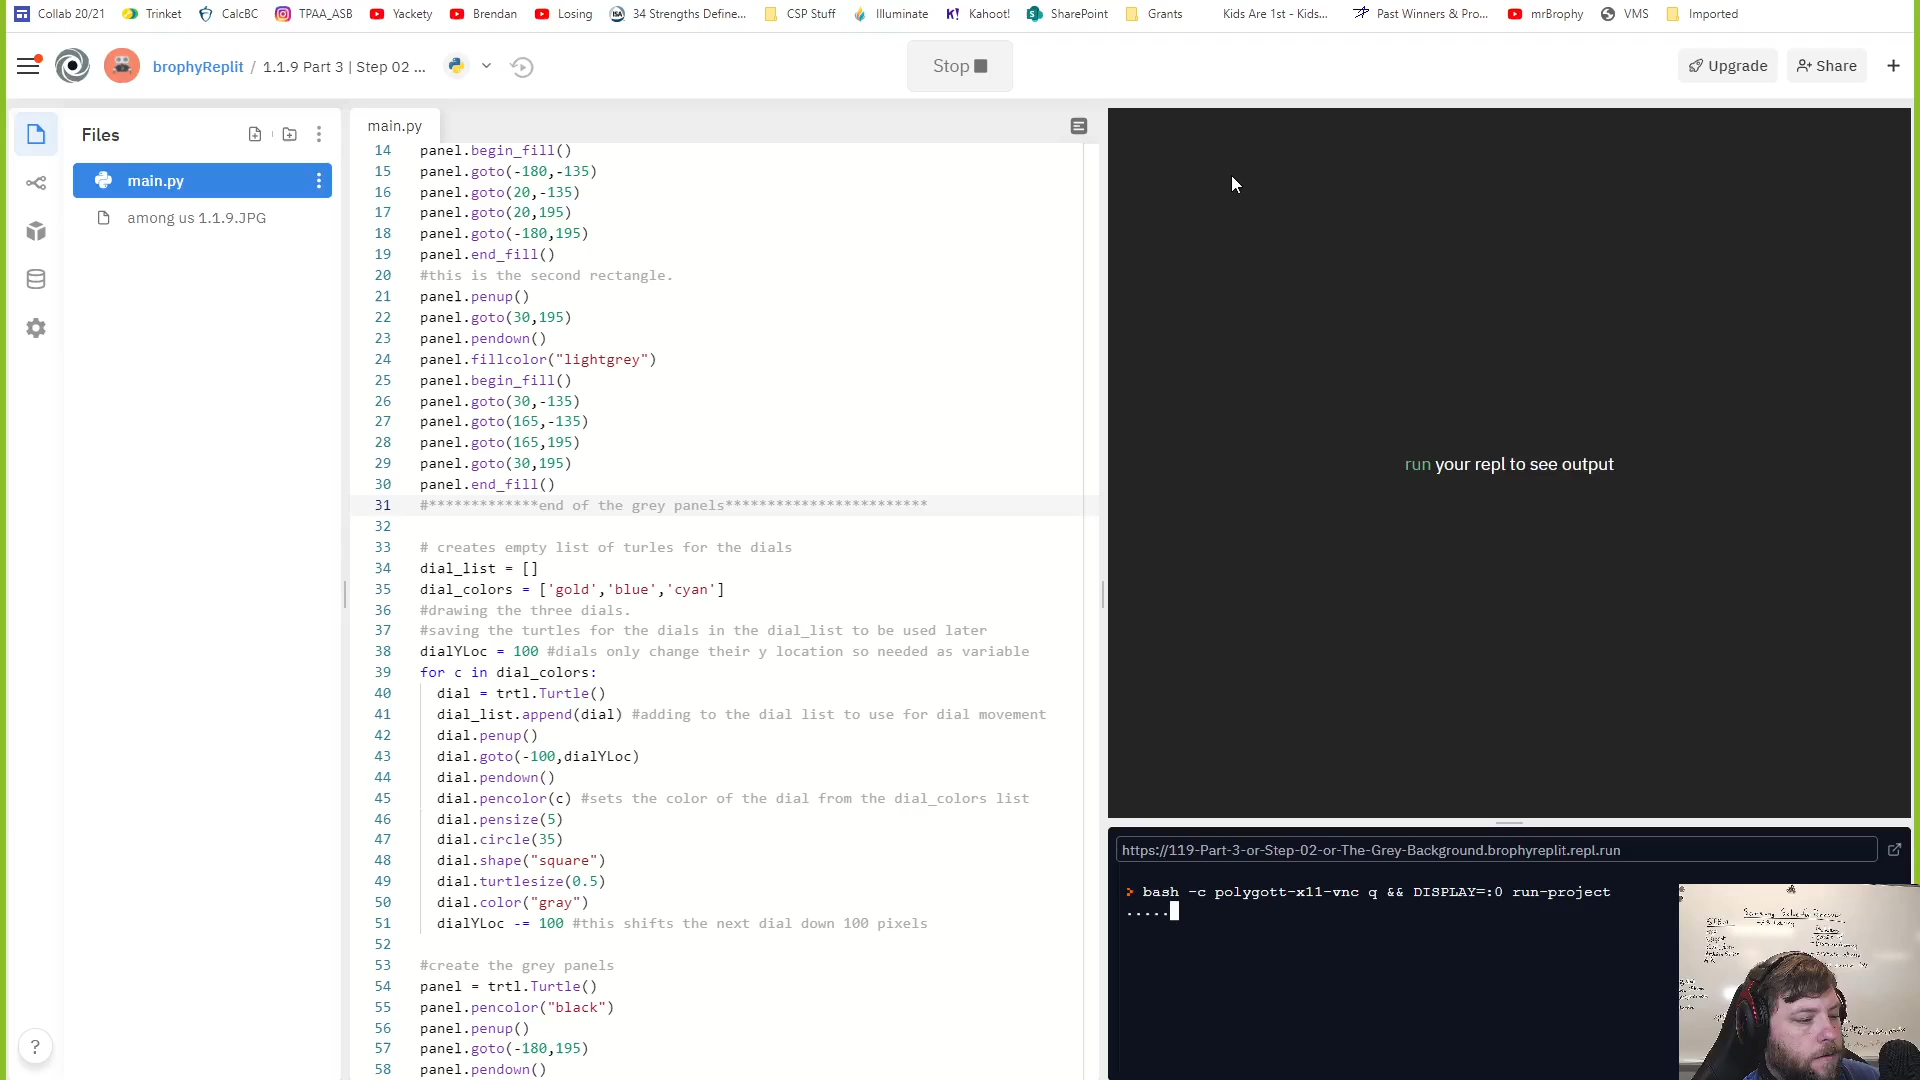 Collab 20/21 Trinket CalcBC TPAA_ASB Yackety Brendan Losing 34 Strengths Define... CSP Stuff Illuminate Kahoot! SharePoint Grants Kids Are 1st - Kids... Past Winners & Pro... mrBrophy VMS Imported
brophyReplit / 1.1.9 Part 3 | Step 02 ...
Stop
Upgrade
Share
Files
main.py
among us 1.1.9.JPG
main.py
14 panel.begin_fill()
15 panel.goto(-180,-135)
16 panel.goto(20,-135)
17 panel.goto(20,195)
18 panel.goto(-180,195)
19 panel.end_fill()
20 #this is the second rectangle.
21 panel.penup()
22 panel.goto(30,195)
23 panel.pendown()
24 panel.fillcolor("lightgrey")
25 panel.begin_fill()
26 panel.goto(30,-135)
27 panel.goto(165,-135)
28 panel.goto(165,195)
29 panel.goto(30,195)
30 panel.end_fill()
31 #*************end of the grey panels************************
32
33 # creates empty list of turles for the dials
34 dial_list = []
35 dial_colors = ['gold','blue','cyan']
36 #drawing the three dials.
37 #saving the turtles for the dials in the dial_list to be used later
38 dialYLoc = 100 #dials only change their y location so needed as variable
39 for c in dial_colors:
40 dial = trtl.Turtle()
41 dial_list.append(dial) #adding to the dial list to use for dial movement
42 dial.penup()
43 dial.goto(-100,dialYLoc)
44 dial.pendown()
45 dial.pencolor(c) #sets the color of the dial from the dial_colors list
46 dial.pensize(5)
47 dial.circle(35)
48 dial.shape("square")
49 dial.turtlesize(0.5)
50 dial.color("gray")
51 dialYLoc -= 100 #this shifts the next dial down 100 pixels
52
53 #create the grey panels
54 panel = trtl.Turtle()
55 panel.pencolor("black")
56 panel.penup()
57 panel.goto(-180,195)
58 panel.pendown()
run your repl to see output
https://119-Part-3-or-Step-02-or-The-Grey-Background.brophyreplit.repl.run
> bash -c polygott-x11-vnc q && DISPLAY=:0 run-project
.....
?